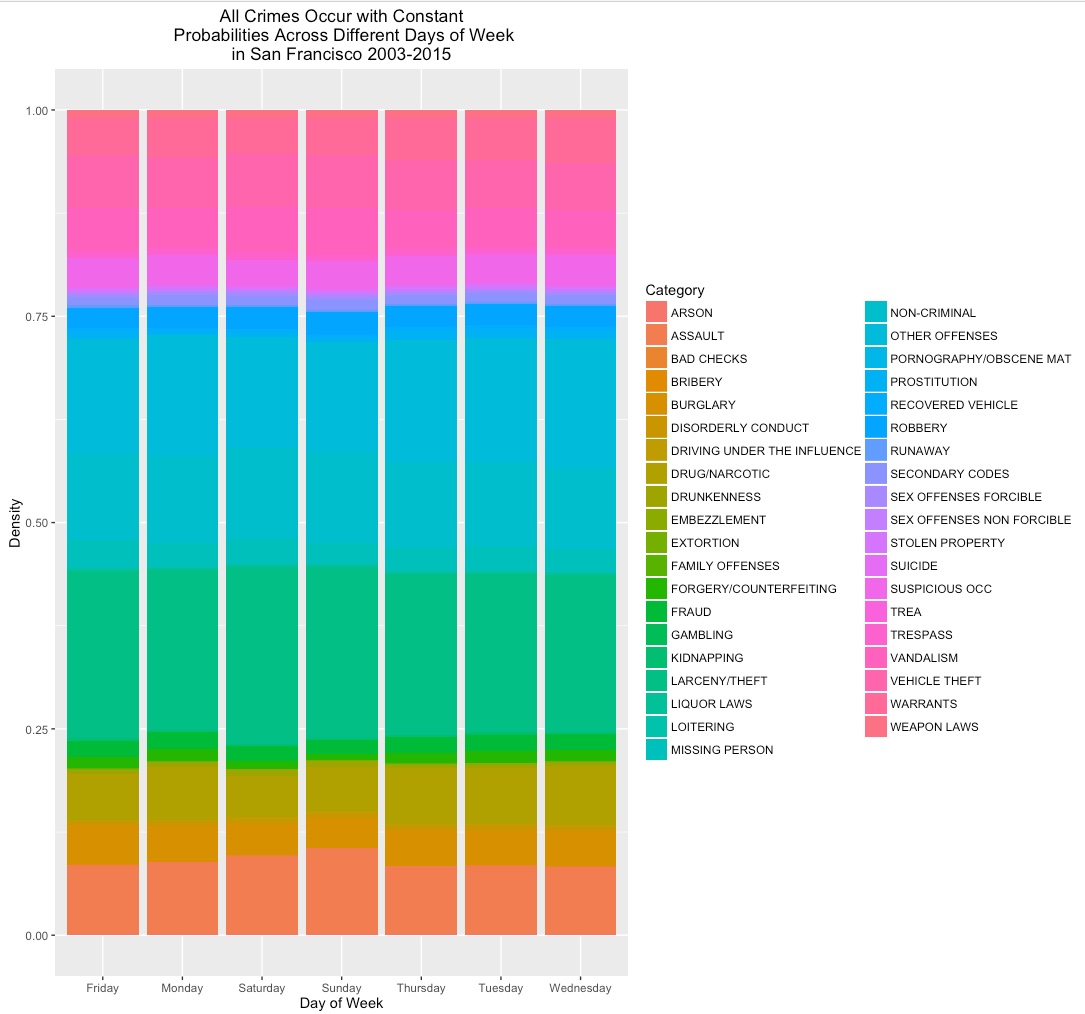 All Crimes Occur with Constant
Probabilities Across Different Days of Week
in San Francisco 2003-2015
1.00
0.75
0.50
0.25
0.00
Density
Friday
Monday
Saturday
Sunday
Thursday
Tuesday
Wednesday
Day of Week
Category
ARSON
ASSAULT
BAD CHECKS
BRIBERY
BURGLARY
DISORDERLY CONDUCT
DRIVING UNDER THE INFLUENCE
DRUG/NARCOTIC
DRUNKENNESS
EMBEZZLEMENT
EXTORTION
FAMILY OFFENSES
FORGERY/COUNTERFEITING
FRAUD
GAMBLING
KIDNAPPING
LARCENY/THEFT
LIQUOR LAWS
LOITERING
MISSING PERSON
NON-CRIMINAL
OTHER OFFENSES
PORNOGRAPHY/OBSCENE MAT
PROSTITUTION
RECOVERED VEHICLE
ROBBERY
RUNAWAY
SECONDARY CODES
SEX OFFENSES FORCIBLE
SEX OFFENSES NON FORCIBLE
STOLEN PROPERTY
SUICIDE
SUSPICIOUS OCC
TREA
TRESPASS
VANDALISM
VEHICLE THEFT
WARRANTS
WEAPON LAWS